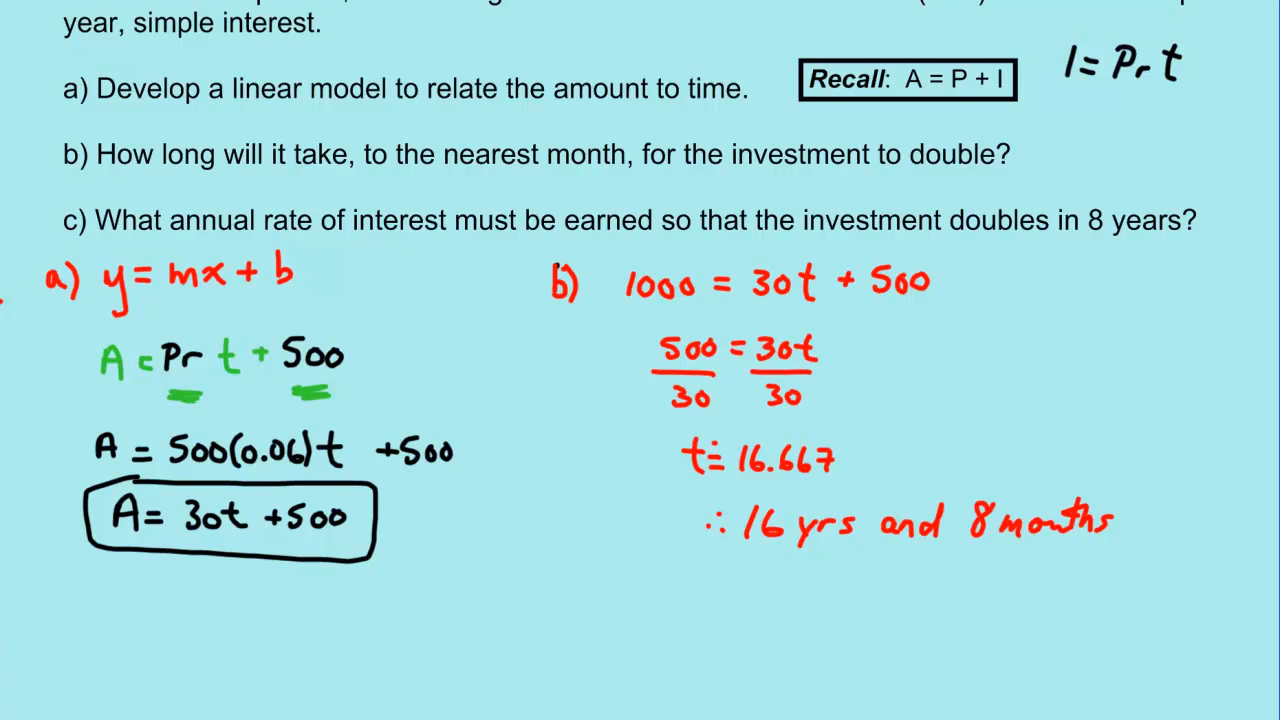 year, simple interest.
a) Develop a linear model to relate the amount to time.
Recall: A = P + I
I = Pr t
b) How long will it take, to the nearest month, for the investment to double?
c) What annual rate of interest must be earned so that the investment doubles in 8 years?
a) y = mx + b
A = Pr t + 500
A = 500(0.06)t +500
A = 30t +500
b) 1000 = 30t + 500
500 = 30t
30 30
t ≐ 16.667
∴ 16 yrs and 8 months